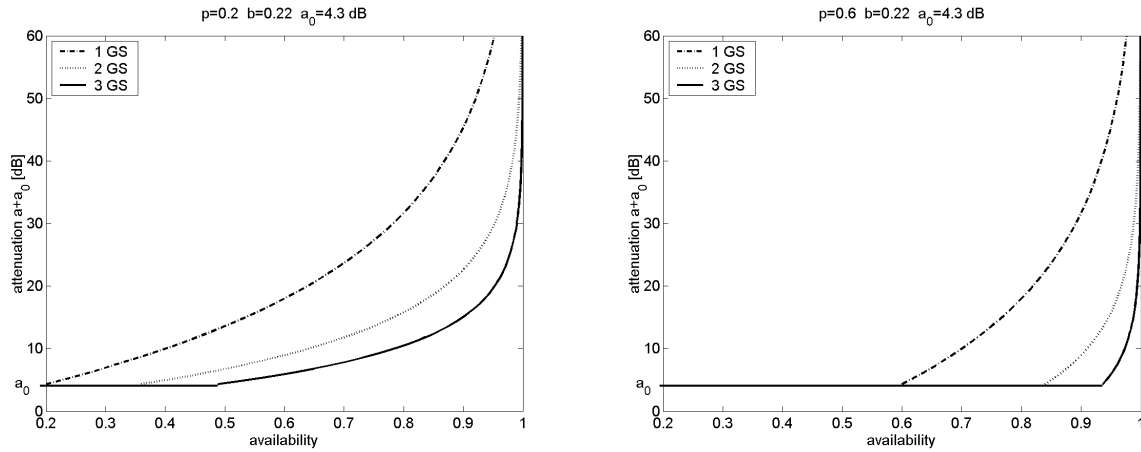 p=0.2 b=0.22 a0=4.3 dB
60
50
40
30
20
10
a0
0
attenuation a+a0 [dB]
1 GS
2 GS
3 GS
0.2 0.3 0.4 0.5 0.6 0.7 0.8 0.9 1
availability
p=0.6 b=0.22 a0=4.3 dB
60
50
40
30
20
10
a0
0
attenuation a+a0 [dB]
1 GS
2 GS
3 GS
0.2 0.3 0.4 0.5 0.6 0.7 0.8 0.9 1
availability